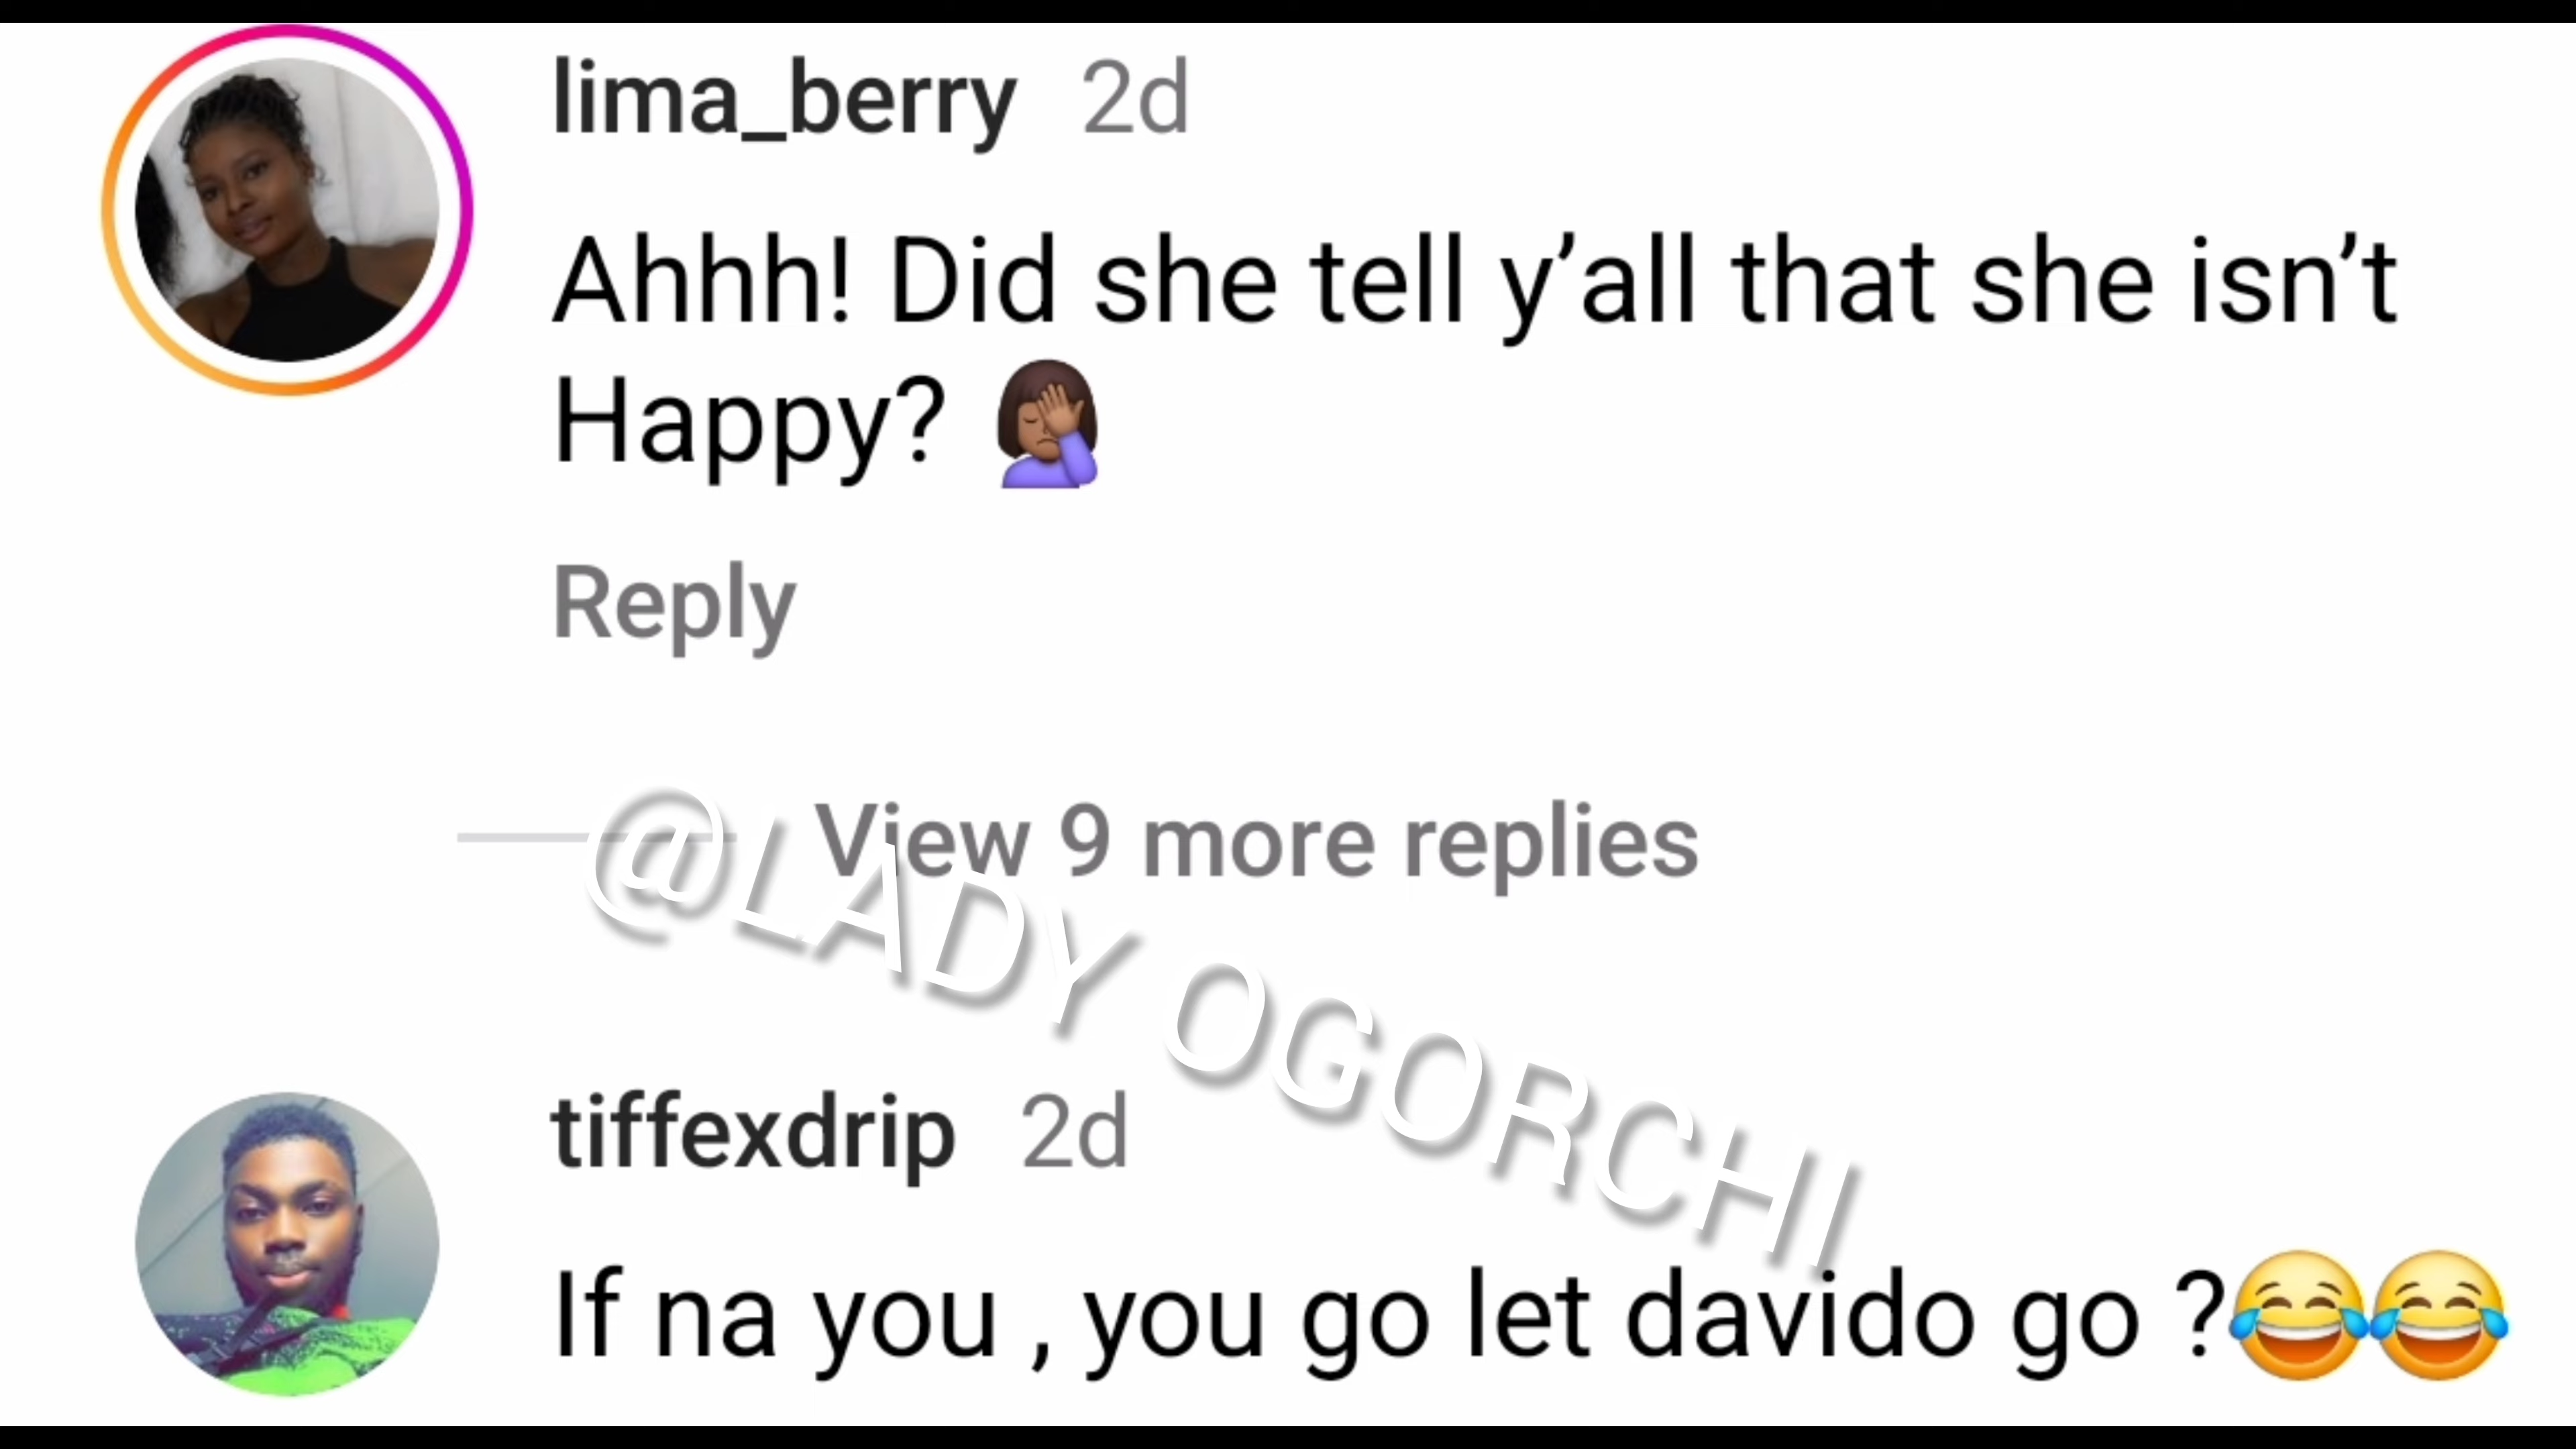 lima_berry 2d
Ahhh! Did she tell y’all that she isn’t
Happy? 🤦🏾‍♀️
Reply
View 9 more replies
@LADY OGORCHI
tiffexdrip 2d
If na you , you go let davido go ?😂😂